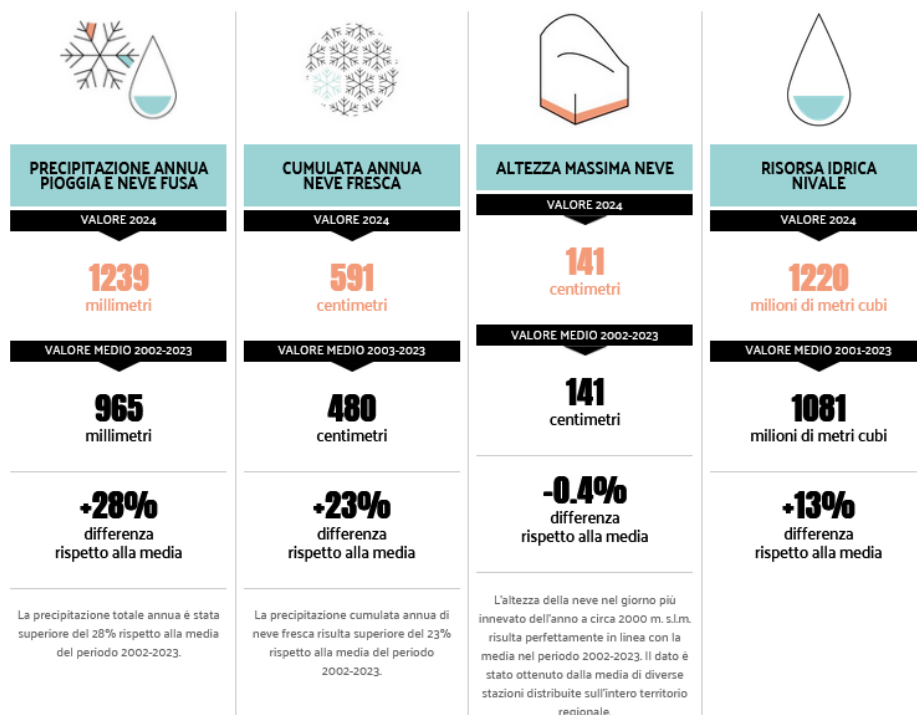 PRECIPITAZIONE ANNUA
PIOGGIA E NEVE FUSA
VALORE 2024
1239
millimetri
VALORE MEDIO 2002-2023
965
millimetri
+28%
differenza
rispetto alla media
La precipitazione totale annua è stata
superiore del 28% rispetto alla media
del periodo 2002-2023.
CUMULATA ANNUA
NEVE FRESCA
VALORE 2024
591
centimetri
VALORE MEDIO 2003-2023
480
centimetri
+23%
differenza
rispetto alla media
La precipitazione cumulata annua di
neve fresca risulta superiore del 23%
rispetto alla media del periodo
2002-2023.
ALTEZZA MASSIMA NEVE
VALORE 2024
141
centimetri
VALORE MEDIO 2002-2023
141
centimetri
-0.4%
differenza
rispetto alla media
L'altezza della neve nel giorno più
innevato dell'anno a circa 2000 m. s.l.m.
risulta perfettamente in linea con la
media nel periodo 2002-2023. Il dato è
stato ottenuto dalla media di diverse
stazioni distribuite sull'intero territorio
regionale.
RISORSA IDRICA
NIVALE
VALORE 2024
1220
milioni di metri cubi
VALORE MEDIO 2001-2023
1081
milioni di metri cubi
+13%
differenza
rispetto alla media